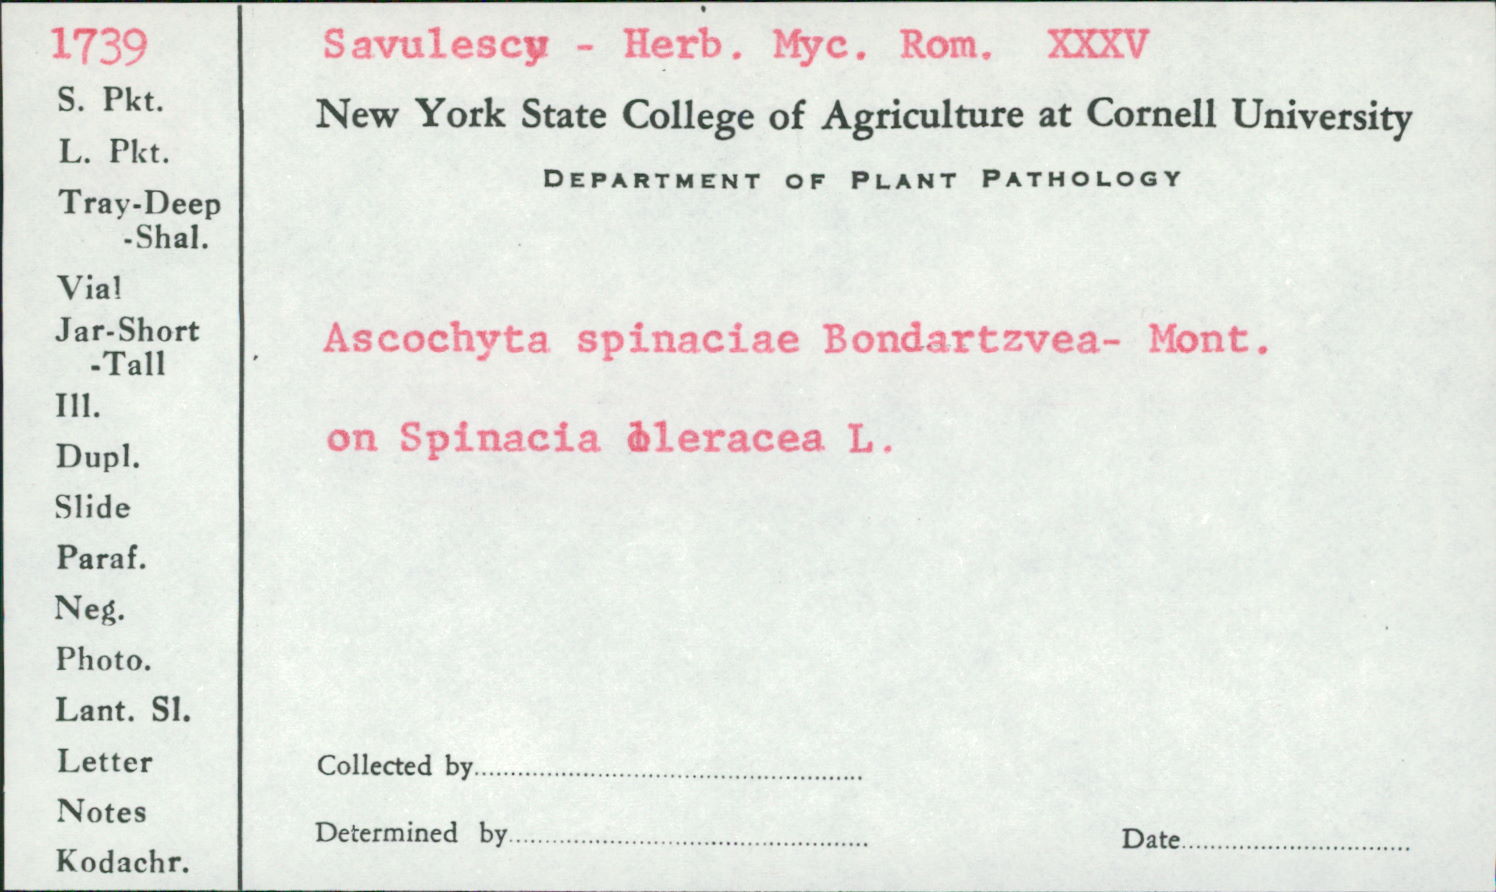 1739
Savulescu - Herb. Myc. Rom. XXXV
New York State College of Agriculture at Cornell University
DEPARTMENT OF PLANT PATHOLOGY
S. Pkt.
L. Pkt.
Tray-Deep
-Shal.
Vial
Jar-Short
-Tall
Ill.
Dupl.
Slide
Paraf.
Neg.
Photo.
Lant. Sl.
Letter
Notes
Kodachr.
Ascochyta spinaciae Bondartzvea- Mont.
on Spinacia oleracea L.
Collected by
Determined by
Date